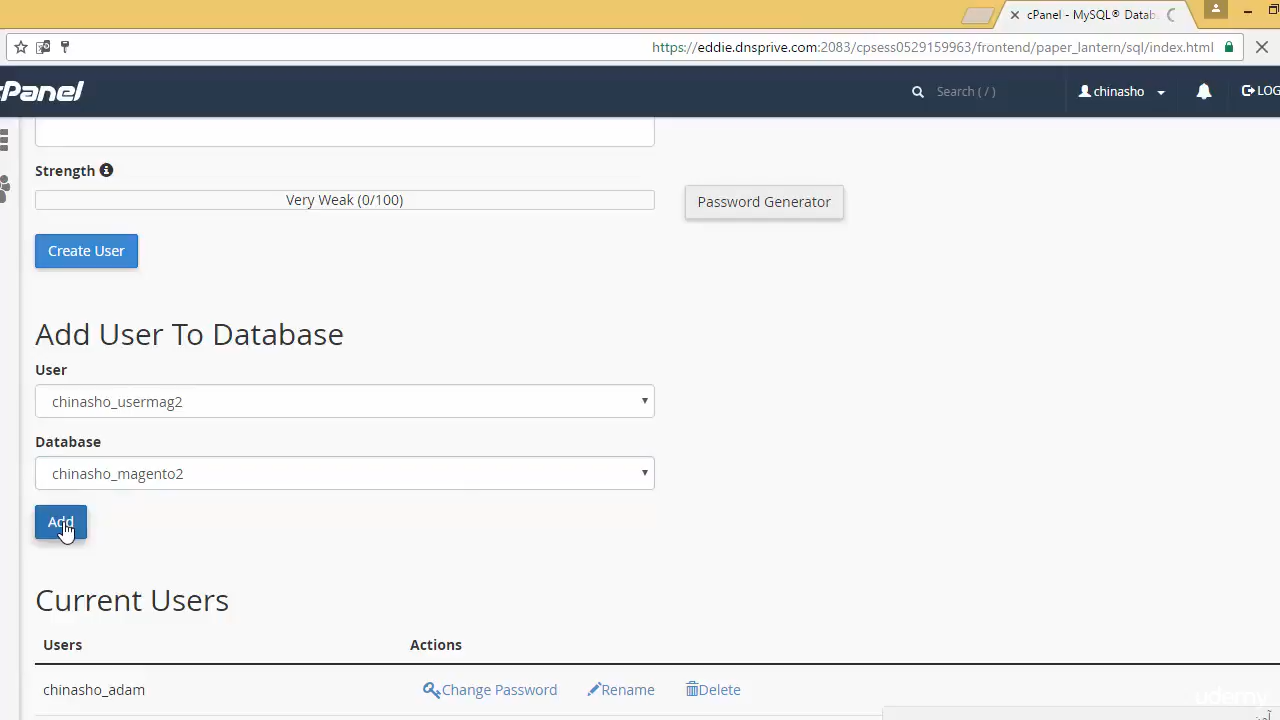 cPanel - MySQL® Datab
https://eddie.dnsprive.com:2083/cpsess0529159963/frontend/paper_lantern/sql/index.html
cPanel
Search ( / )
chinasho
LOG
Strength
Very Weak (0/100)
Password Generator
Create User
Add User To Database
User
chinasho_usermag2
Database
chinasho_magento2
Add
Current Users
Users Actions
chinasho_adam Change Password Rename Delete
udemy